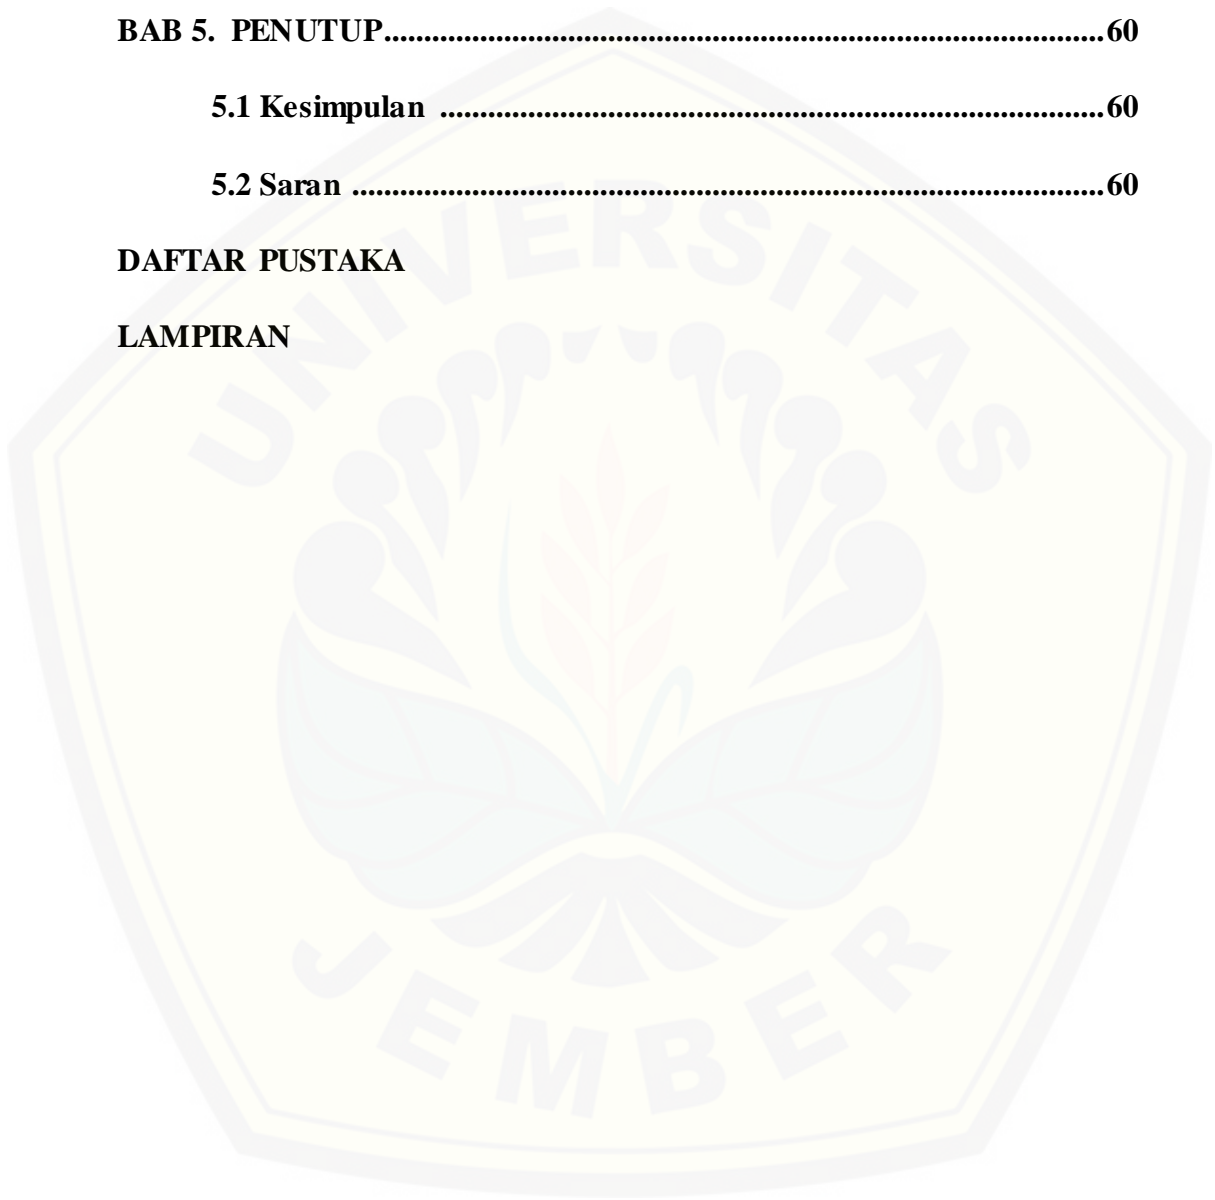 BAB 5. PENUTUP..........................................................................................60
5.1 Kesimpulan ...................................................................................60
5.2 Saran ..............................................................................................60
DAFTAR PUSTAKA
LAMPIRAN
UNIVERSITAS
JEMBER